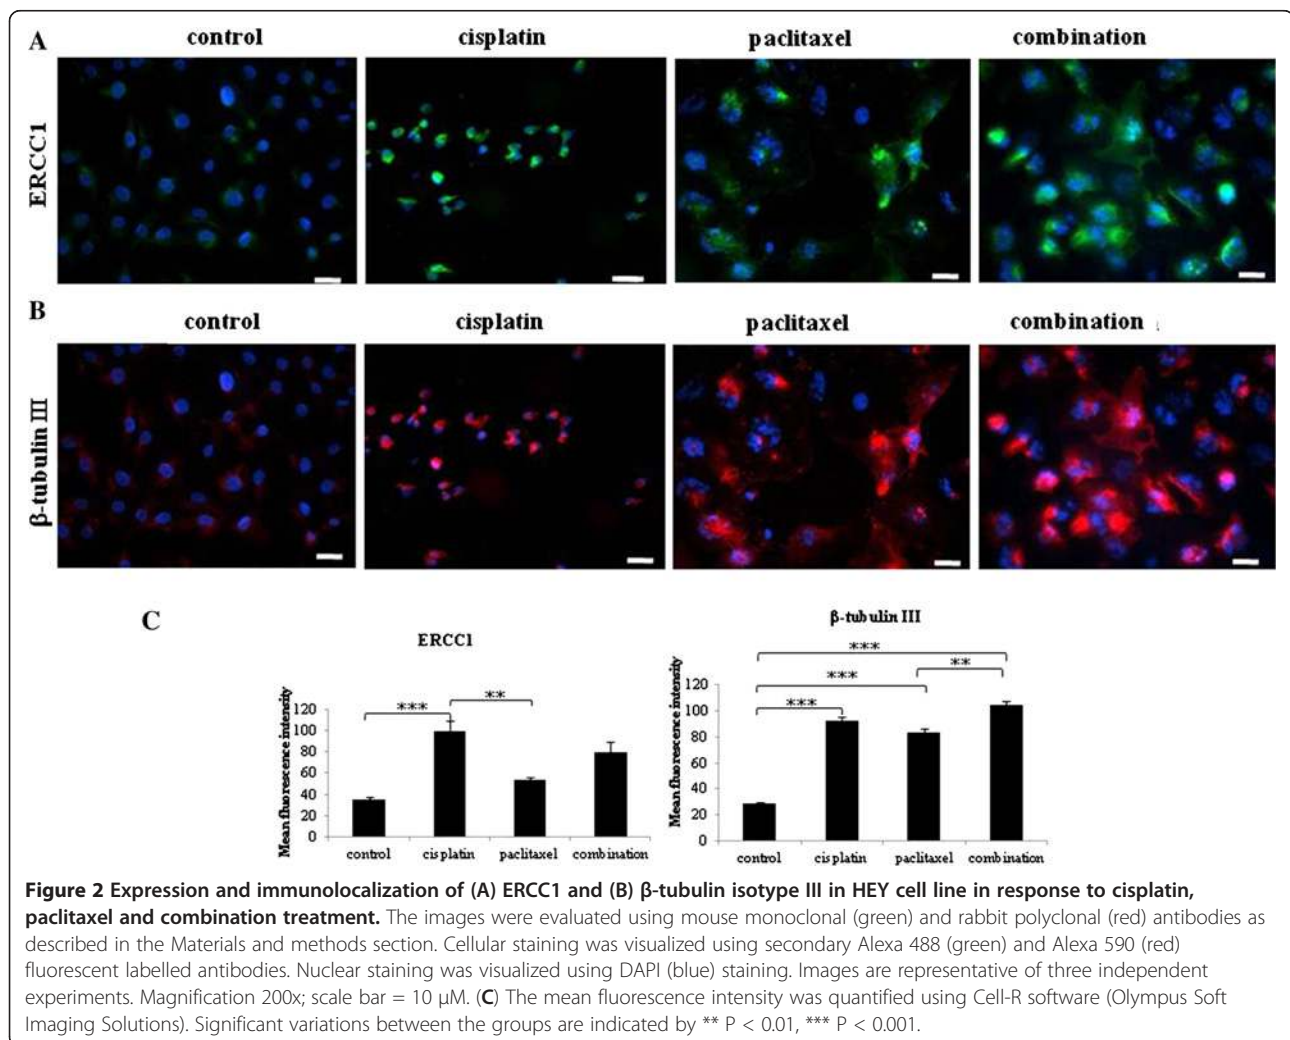 A
control cisplatin paclitaxel combination
ERCC1
B
control cisplatin paclitaxel combination
β-tubulin III
C
ERCC1
Mean fluorescence intensity
120
100
80
60
40
20
0
*** **
control cisplatin paclitaxel combination
β-tubulin III
Mean fluorescence intensity
120
100
80
60
40
20
0
***
**
***
***
control cisplatin paclitaxel combination
Figure 2 Expression and immunolocalization of (A) ERCC1 and (B) β-tubulin isotype III in HEY cell line in response to cisplatin,
paclitaxel and combination treatment. The images were evaluated using mouse monoclonal (green) and rabbit polyclonal (red) antibodies as
described in the Materials and methods section. Cellular staining was visualized using secondary Alexa 488 (green) and Alexa 590 (red)
fluorescent labelled antibodies. Nuclear staining was visualized using DAPI (blue) staining. Images are representative of three independent
experiments. Magnification 200x; scale bar = 10 μM. (C) The mean fluorescence intensity was quantified using Cell-R software (Olympus Soft
Imaging Solutions). Significant variations between the groups are indicated by ** P < 0.01, *** P < 0.001.